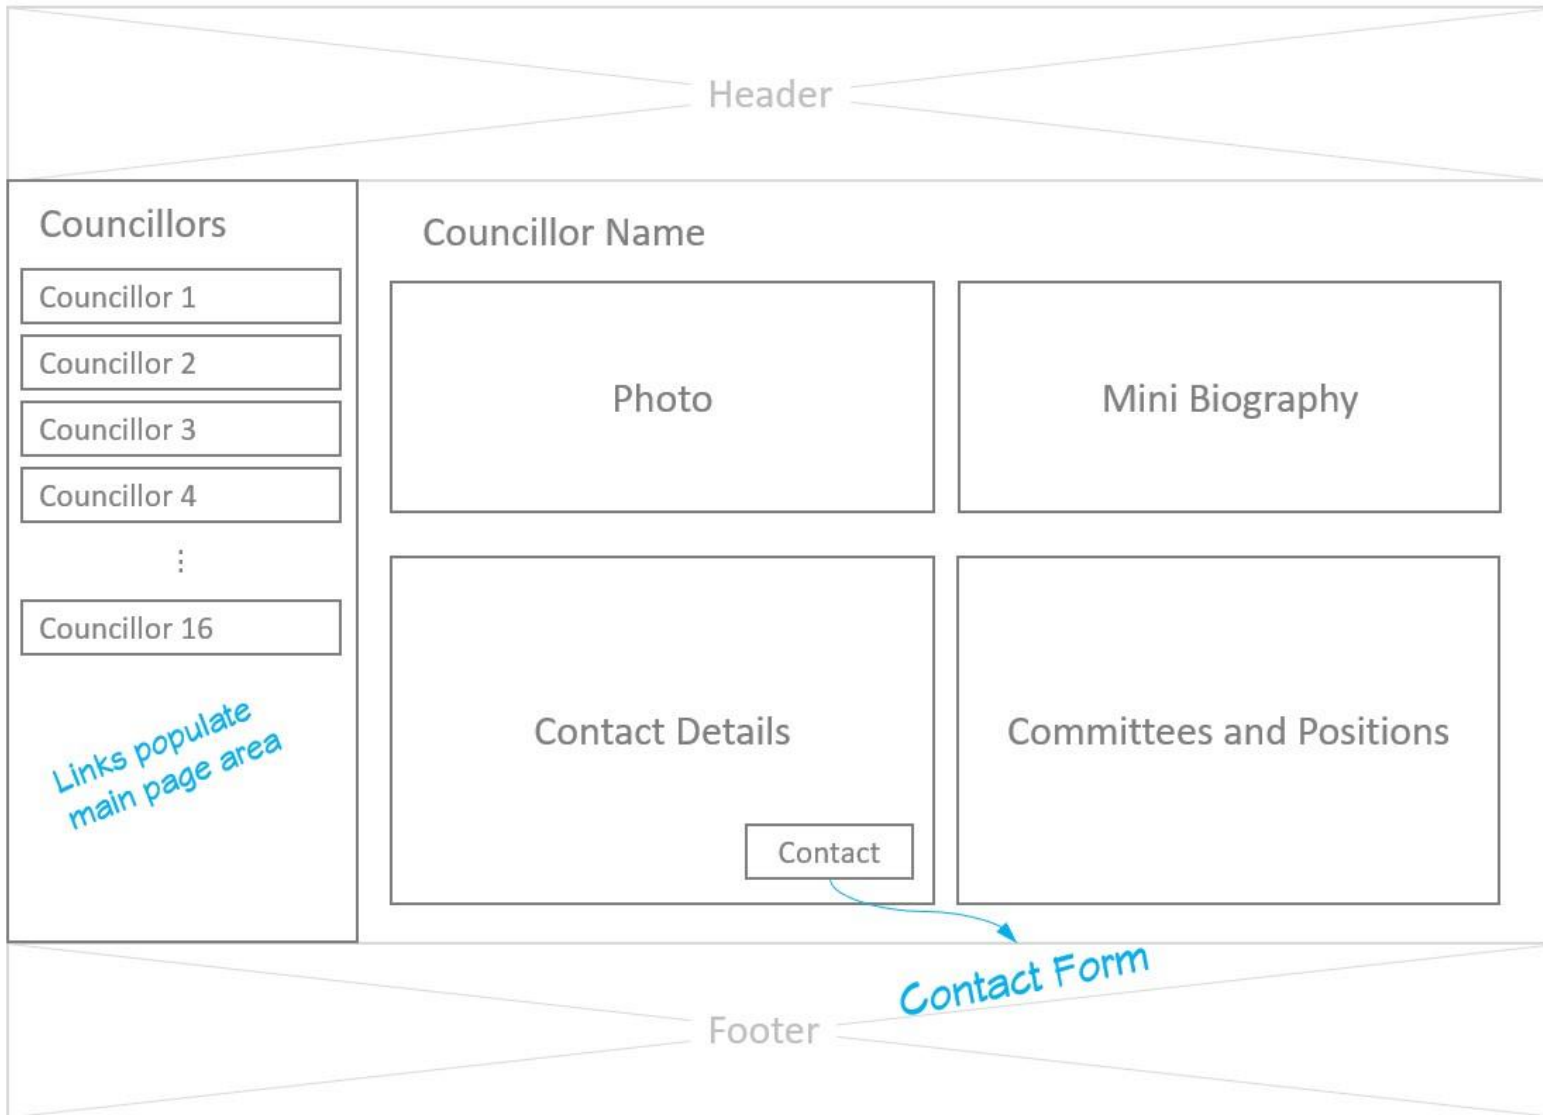 Header
Councillors
Councillor 1
Councillor 2
Councillor 3
Councillor 4
⋮
Councillor 16
Links populate
main page area
Councillor Name
Photo
Mini Biography
Contact Details
Contact
Committees and Positions
Contact Form
Footer